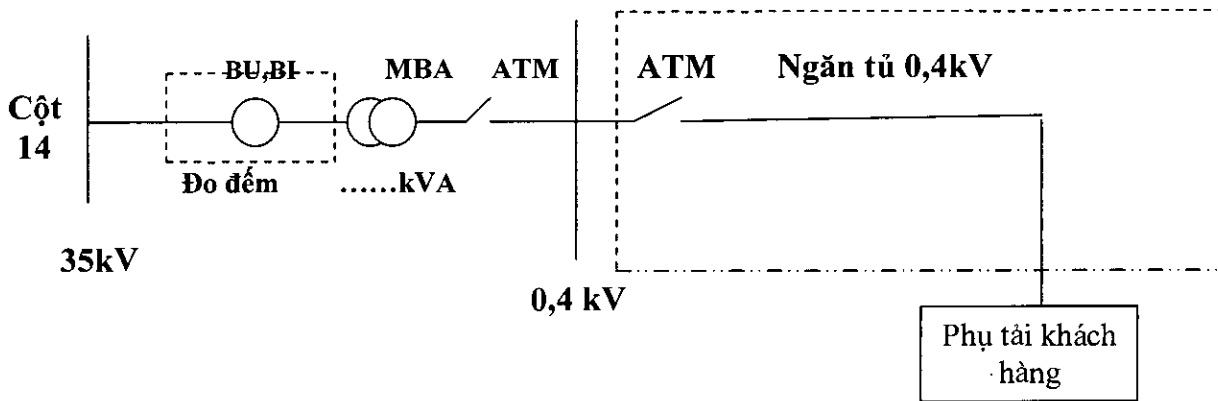 Cột
14
BU,BI
MBA
ATM
ATM
Ngăn tủ 0,4kV
Đo đếm
......kVA
35kV
0,4 kV
Phụ tải khách
hàng